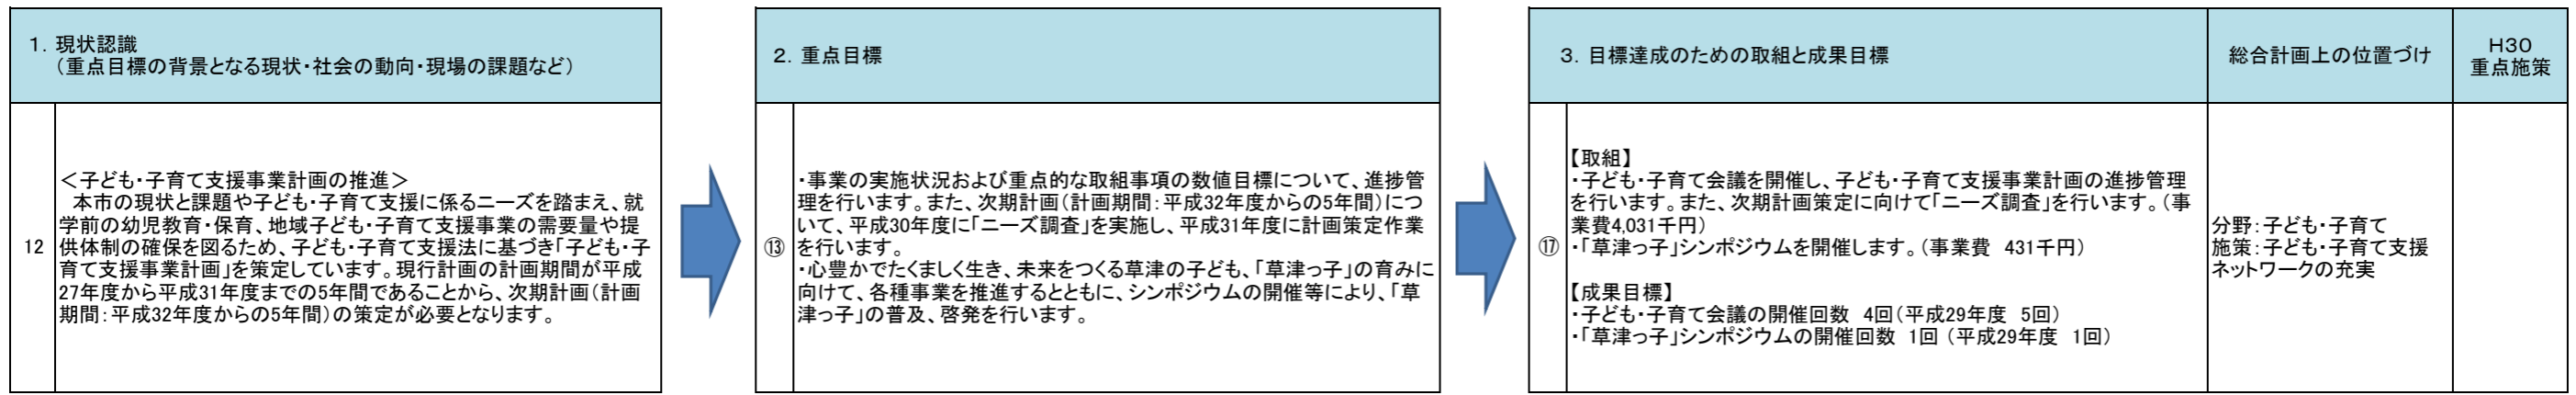 １．現状認識
（重点目標の背景となる現状・社会の動向・現場の課題など）
12
＜子ども・子育て支援事業計画の推進＞
　本市の現状と課題や子ども・子育て支援に係るニーズを踏まえ、就
学前の幼児教育・保育、地域子ども・子育て支援事業の需要量や提
供体制の確保を図るため、子ども・子育て支援法に基づき「子ども・子
育て支援事業計画」を策定しています。現行計画の計画期間が平成
27年度から平成31年度までの5年間であることから、次期計画（計画
期間：平成32年度からの5年間）の策定が必要となります。
２．重点目標
⑬
・事業の実施状況および重点的な取組事項の数値目標について、進捗管
理を行います。また、次期計画（計画期間：平成32年度からの5年間）につ
いて、平成30年度に「ニーズ調査」を実施し、平成31年度に計画策定作業
を行います。
・心豊かでたくましく生き、未来をつくる草津の子ども、「草津っ子」の育みに
向けて、各種事業を推進するとともに、シンポジウムの開催等により、「草
津っ子」の普及、啓発を行います。
３．目標達成のための取組と成果目標
⑰
【取組】
・子ども・子育て会議を開催し、子ども・子育て支援事業計画の進捗管理
を行います。また、次期計画策定に向けて「ニーズ調査」を行います。（事
業費4,031千円）
・「草津っ子」シンポジウムを開催します。（事業費　431千円）
【成果目標】
・子ども・子育て会議の開催回数　4回（平成29年度　5回）
・「草津っ子」シンポジウムの開催回数　1回 （平成29年度　1回）
総合計画上の位置づけ
分野：子ども・子育て
施策：子ども・子育て支援
ネットワークの充実
Ｈ30
重点施策